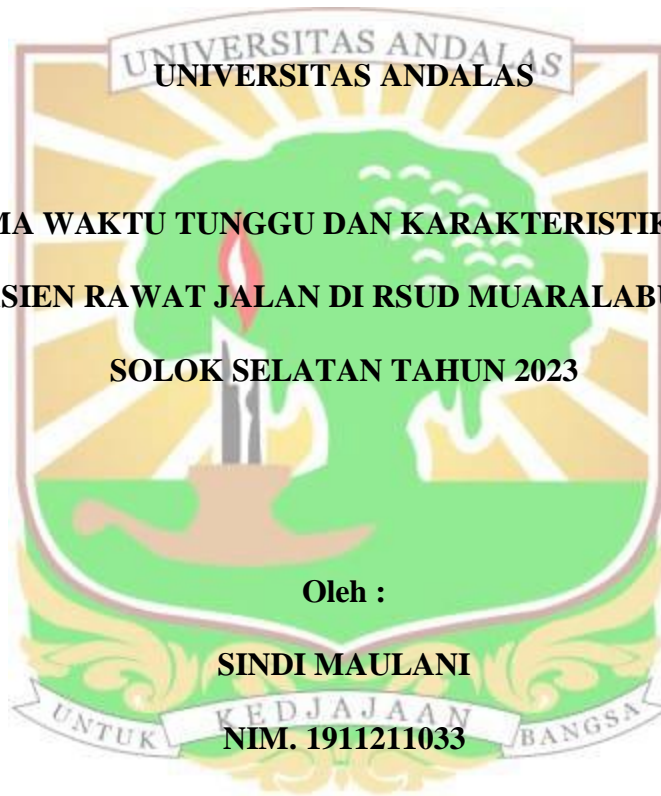 UNIVERSITAS ANDALAS
UNIVERSITAS ANDALAS
WAKTU TUNGGU DAN KARAKTERISTIK
RAWAT JALAN DI RSUD
SOLOK SELATAN TAHUN 2023
Oleh :
SINDI MAULANI
UNTUK KEDJAJAAN BANGSA
NIM. 1911211033